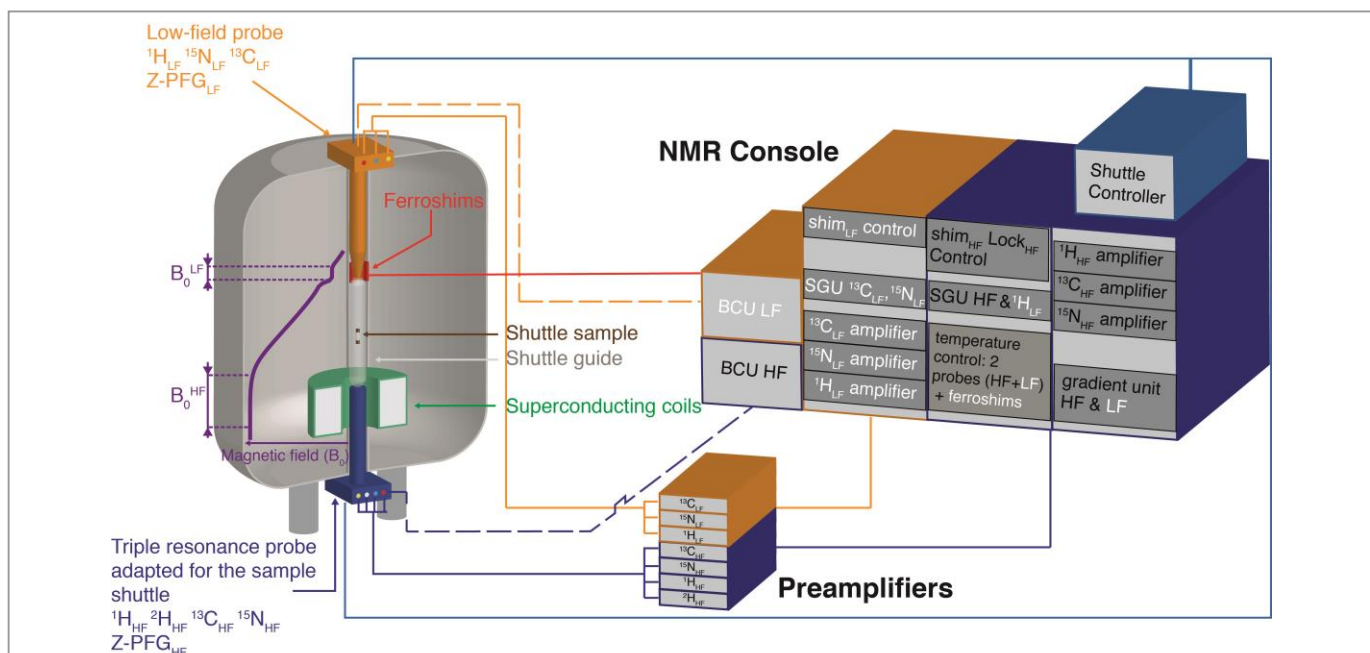 Low-field probe
¹H_LF ¹⁵N_LF ¹³C_LF
Z-PFG_LF
NMR Console
Shuttle
Controller
Ferroshims
B₀^LF
Shuttle sample
Shuttle guide
B₀^HF
Superconducting coils
Magnetic field (B₀)
Triple resonance probe
adapted for the sample
shuttle
¹H_HF ²H_HF ¹³C_HF ¹⁵N_HF
Z-PFG_HF
BCU LF
BCU HF
shim_LF control
SGU ¹³C_LF, ¹⁵N_LF
¹³C_LF amplifier
¹⁵N_LF amplifier
¹H_LF amplifier
shim_HF Lock_HF
Control
SGU HF & ¹H_LF
temperature
control: 2
probes (HF+LF)
+ ferroshims
¹H_HF amplifier
¹³C_HF amplifier
¹⁵N_HF amplifier
gradient unit
HF & LF
¹³C_LF
¹⁵N_LF
¹H_LF
¹³C_HF
¹⁵N_HF
¹H_HF
²H_HF
Preamplifiers